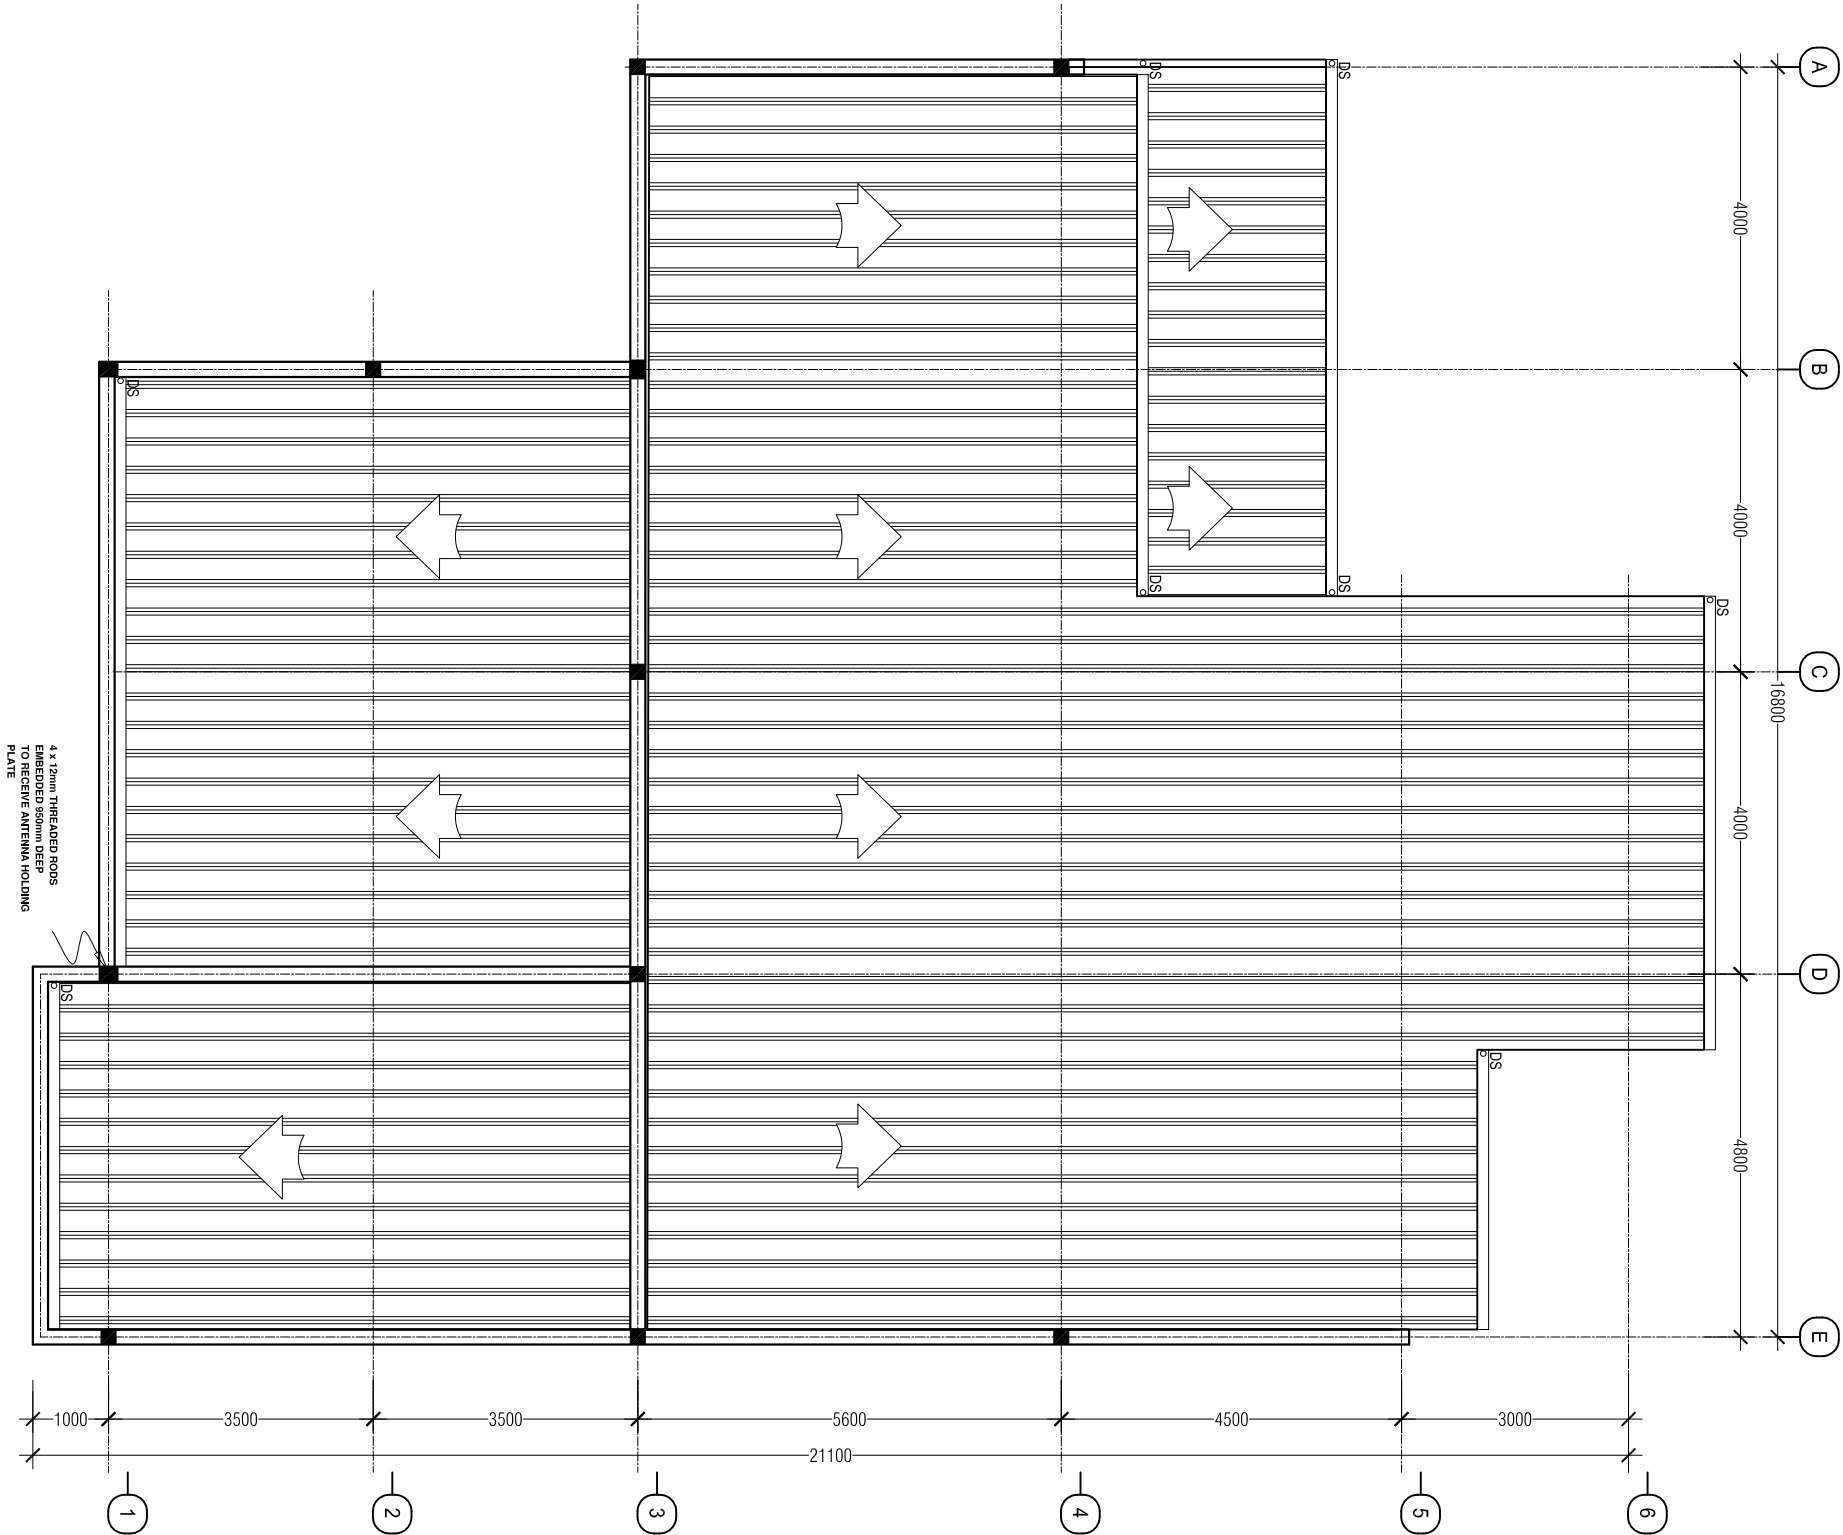 A
DS
DS
4000
B
DS
4000
DS
DS
DS
C
16800
4 x 12mm THREADED RODS
EMBEDDED 950mm DEEP
TO RECEIVE ANTENNA HOLDING
PLATE
4000
D
DS
DS
4800
E
1000
3500
3500
5600
4500
3000
21100
1
2
3
4
5
6